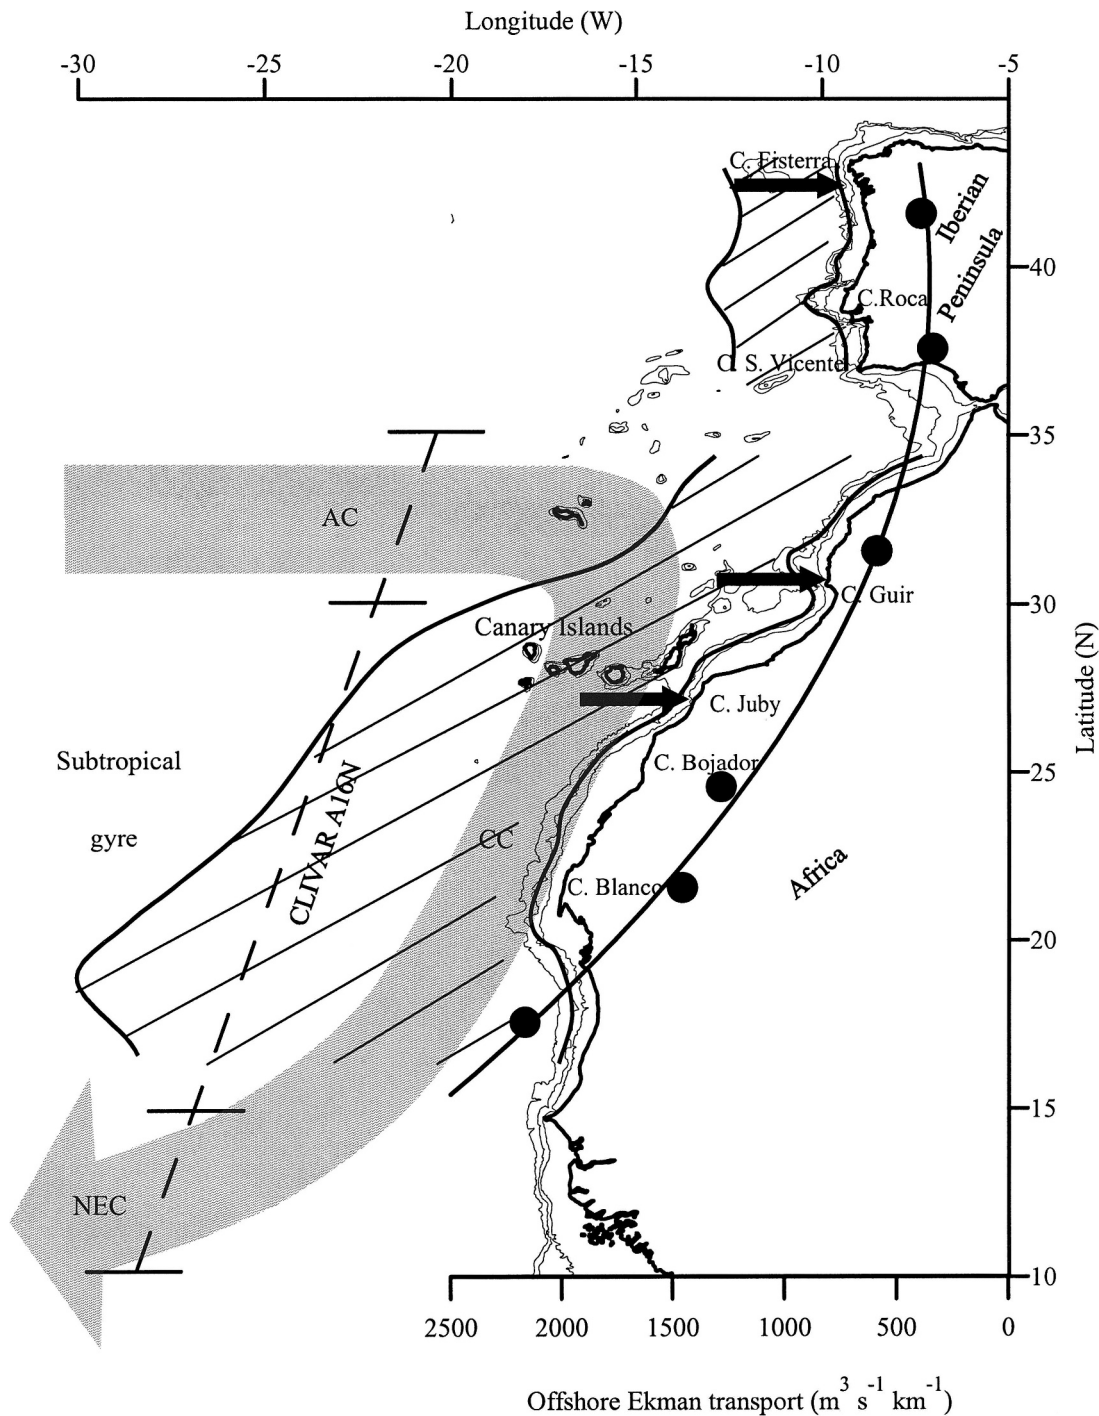 Longitude (W)
-30 -25 -20 -15 -10 -5
C. Fisterra
Iberian
Peninsula
40
C.Roca
C. S. Vicente
35
AC
C. Guir
30
Canary Islands
Latitude (N)
C. Juby
Subtropical
gyre
C. Bojador
25
CLIVAR A16N
CC
Africa
C. Blanco
20
15
NEC
10
2500 2000 1500 1000 500 0
Offshore Ekman transport (m³ s⁻¹ km⁻¹)